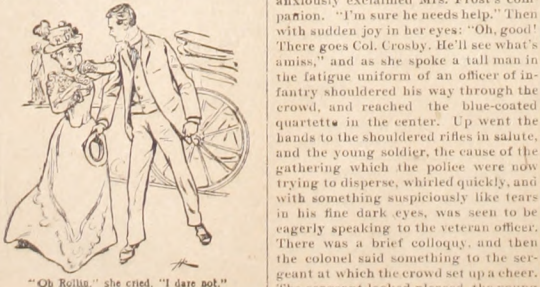 anxiously exclaimed Mrs. Frost's com-
panion. "I'm sure he needs help." Then
with sudden joy in her eyes: "Oh, good!
There goes Col. Crosby. He'll see what's
amiss," and as she spoke a tall man in
the fatigue uniform of an officer of in-
fantry shouldered his way through the
crowd, and reached the blue-coated
quartette in the center. Up went the
hands to the shouldered rifles in salute,
and the young soldier, the cause of the
gathering which the police were now
trying to disperse, whirled quickly, and
with something suspiciously like tears
in his fine dark eyes, was seen to be
eagerly speaking to the veteran officer.
There was a brief colloquy, and then
the colonel said something to the ser-
geant at which the crowd set up a cheer.
"Oh Rollin," she cried, "I dare not."